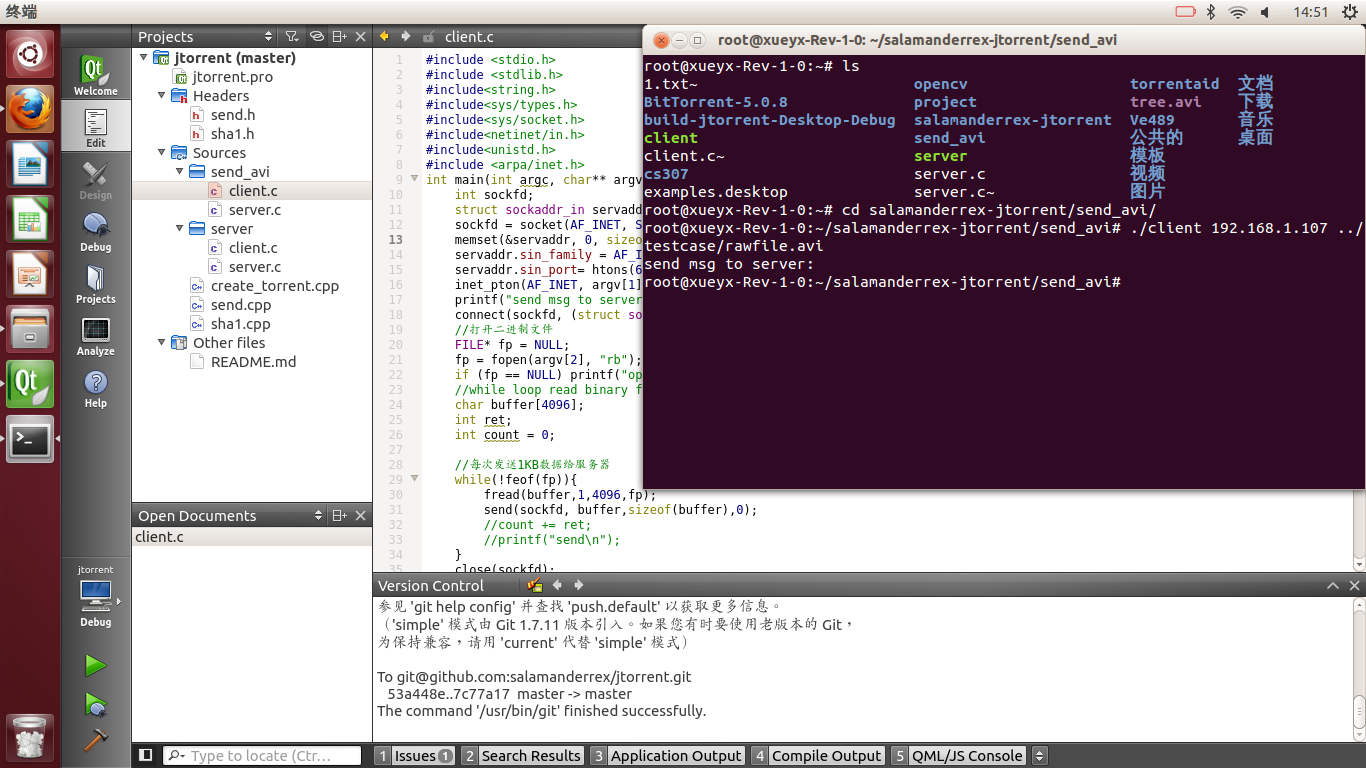 终端
14:51
Welcome
Edit
Design
Debug
Projects
Analyze
Help
jtorrent
Debug
Projects
jtorrent (master)
jtorrent.pro
Headers
send.h
sha1.h
Sources
send_avi
client.c
server.c
server
client.c
server.c
create_torrent.cpp
send.cpp
sha1.cpp
Other files
README.md
Open Documents
client.c
client.c
1 #include <stdio.h>
2 #include <stdlib.h>
3 #include<string.h>
4 #include<sys/types.h>
5 #include<sys/socket.h>
6 #include<netinet/in.h>
7 #include<unistd.h>
8 #include <arpa/inet.h>
9 int main(int argc, char** argv
10 int sockfd;
11 struct sockaddr_in servadd
12 sockfd = socket(AF_INET, S
13 memset(&servaddr, 0, sizeo
14 servaddr.sin_family = AF_I
15 servaddr.sin_port= htons(6
16 inet_pton(AF_INET, argv[1]
17 printf("send msg to server
18 connect(sockfd, (struct so
19 //打开二进制文件
20 FILE* fp = NULL;
21 fp = fopen(argv[2], "rb");
22 if (fp == NULL) printf("op
23 //while loop read binary f
24 char buffer[4096];
25 int ret;
26 int count = 0;
27
28 //每次发送1KB数据给服务器
29 while(!feof(fp)){
30 fread(buffer,1,4096,fp);
31 send(sockfd, buffer,sizeof(buffer),0);
32 //count += ret;
33 //printf("send\n");
34 }
35 close(sockfd);
root@xueyx-Rev-1-0: ~/salamanderrex-jtorrent/send_avi
root@xueyx-Rev-1-0:~# ls
1.txt~ opencv torrentaid 文档
BitTorrent-5.0.8 project tree.avi 下载
build-jtorrent-Desktop-Debug salamanderrex-jtorrent Ve489 音乐
client send_avi 公共的 桌面
client.c~ server 模板
cs307 server.c 视频
examples.desktop server.c~ 图片
root@xueyx-Rev-1-0:~# cd salamanderrex-jtorrent/send_avi/
root@xueyx-Rev-1-0:~/salamanderrex-jtorrent/send_avi# ./client 192.168.1.107 ../
testcase/rawfile.avi
send msg to server:
root@xueyx-Rev-1-0:~/salamanderrex-jtorrent/send_avi#
Version Control
参见 'git help config' 并查找 'push.default' 以获取更多信息。
（'simple' 模式由 Git 1.7.11 版本引入。如果您有时要使用老版本的 Git，
为保持兼容，请用 'current' 代替 'simple' 模式）
To git@github.com:salamanderrex/jtorrent.git
53a448e..7c77a17 master -> master
The command '/usr/bin/git' finished successfully.
Type to locate (Ctr...
1 Issues 1 2 Search Results 3 Application Output 4 Compile Output 5 QML/JS Console